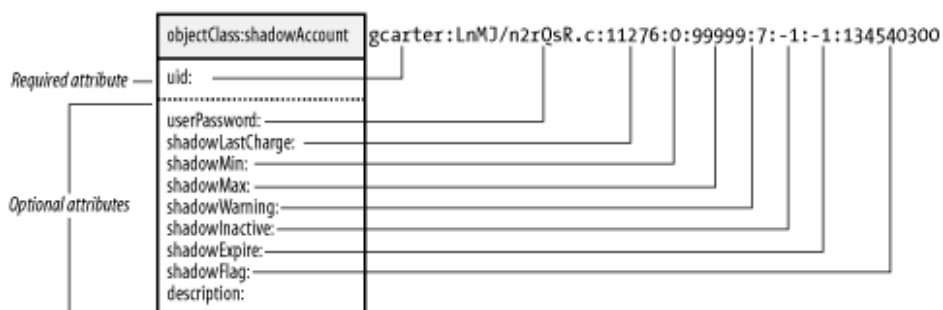 objectClass:shadowAccount gcarter:LnMJ/n2rQsR.c:11276:0:99999:7:-1:-1:134540300
Required attribute
uid:
userPassword:
shadowLastCharge:
shadowMin:
shadowMax:
Optional attributes
shadowWarning:
shadowInactive:
shadowExpire:
shadowFlag:
description: